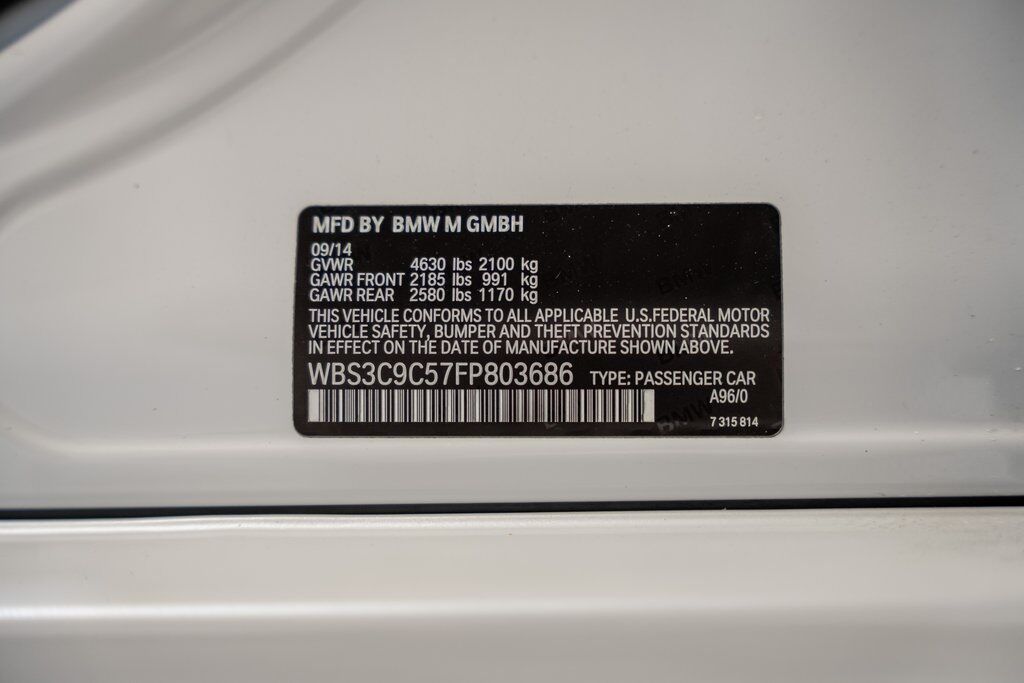 MFD BY BMW M GMBH
09/14
GVWR 4630 lbs 2100 kg
GAWR FRONT 2185 lbs 991 kg
GAWR REAR 2580 lbs 1170 kg
THIS VEHICLE CONFORMS TO ALL APPLICABLE U.S.FEDERAL MOTOR
VEHICLE SAFETY, BUMPER AND THEFT PREVENTION STANDARDS
IN EFFECT ON THE DATE OF MANUFACTURE SHOWN ABOVE.
WBS3C9C57FP803686 TYPE: PASSENGER CAR
A96/0
7 315 814
BMW
BMW